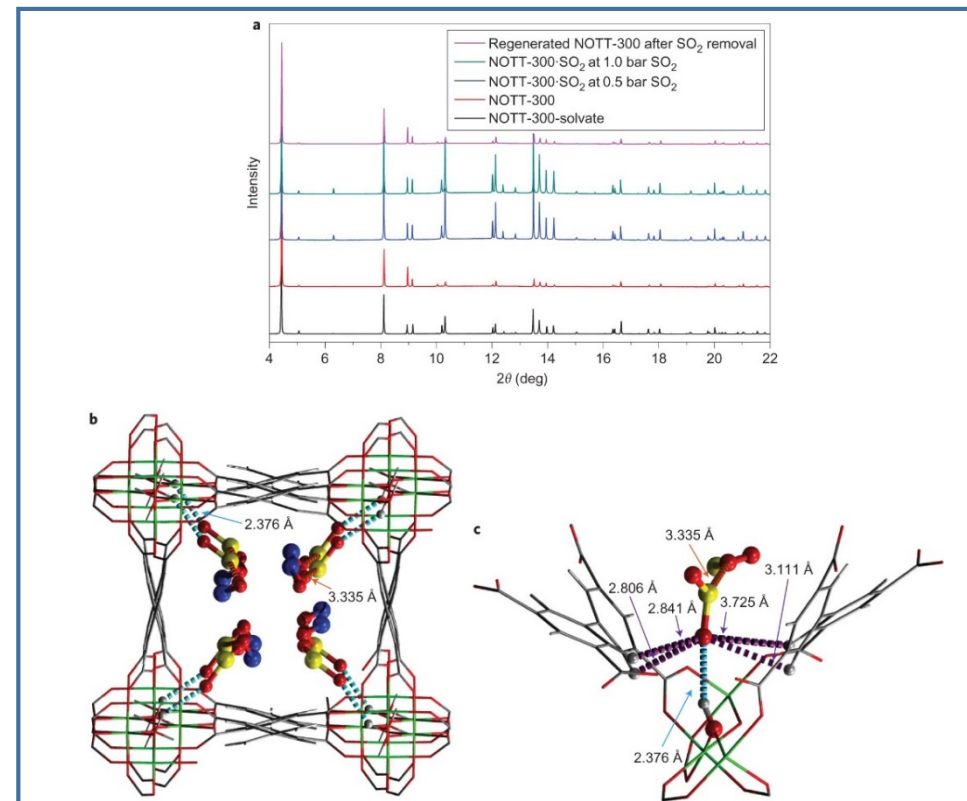 a
Regenerated NOTT-300 after SO₂ removal
NOTT-300·SO₂ at 1.0 bar SO₂
NOTT-300·SO₂ at 0.5 bar SO₂
NOTT-300
NOTT-300-solvate
Intensity
4 6 8 10 12 14 16 18 20 22
2θ (deg)
b
2.376 Å
3.335 Å
c
3.335 Å
3.111 Å
2.806 Å
2.841 Å 3.725 Å
2.376 Å